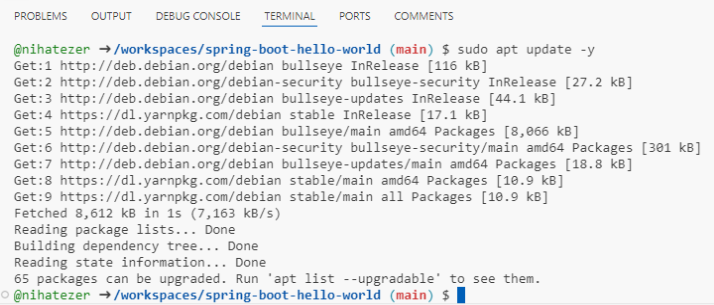 PROBLEMS OUTPUT DEBUG CONSOLE TERMINAL PORTS COMMENTS
@nihatezer ➜/workspaces/spring-boot-hello-world (main) $ sudo apt update -y
Get:1 http://deb.debian.org/debian bullseye InRelease [116 kB]
Get:2 http://deb.debian.org/debian-security bullseye-security InRelease [27.2 kB]
Get:3 http://deb.debian.org/debian bullseye-updates InRelease [44.1 kB]
Get:4 https://dl.yarnpkg.com/debian stable InRelease [17.1 kB]
Get:5 http://deb.debian.org/debian bullseye/main amd64 Packages [8,066 kB]
Get:6 http://deb.debian.org/debian-security bullseye-security/main amd64 Packages [301 kB]
Get:7 http://deb.debian.org/debian bullseye-updates/main amd64 Packages [18.8 kB]
Get:8 https://dl.yarnpkg.com/debian stable/main amd64 Packages [10.9 kB]
Get:9 https://dl.yarnpkg.com/debian stable/main all Packages [10.9 kB]
Fetched 8,612 kB in 1s (7,163 kB/s)
Reading package lists... Done
Building dependency tree... Done
Reading state information... Done
65 packages can be upgraded. Run 'apt list --upgradable' to see them.
@nihatezer ➜/workspaces/spring-boot-hello-world (main) $